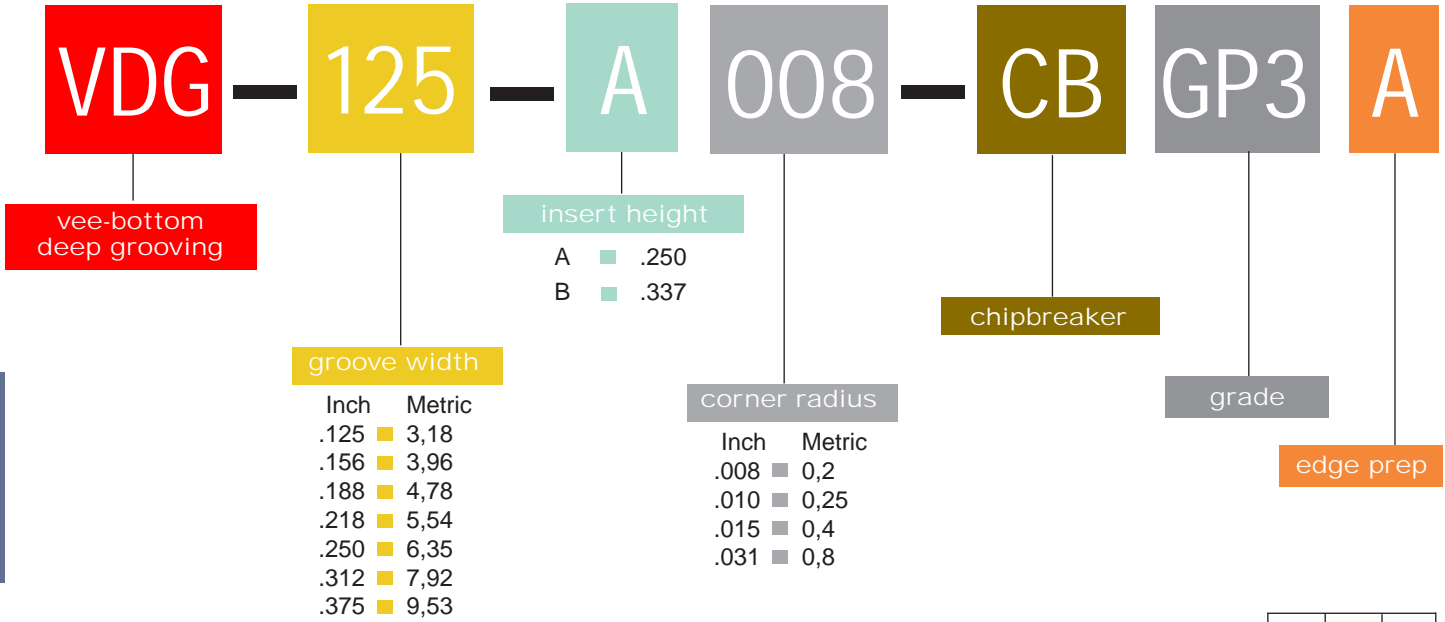 VDG — 125 — A 008 — CB GP3 A
vee-bottom
deep grooving
insert height
A .250
B .337
chipbreaker
groove width
Inch Metric
.125 3,18
.156 3,96
.188 4,78
.218 5,54
.250 6,35
.312 7,92
.375 9,53
corner radius
Inch Metric
.008 0,2
.010 0,25
.015 0,4
.031 0,8
grade
edge prep